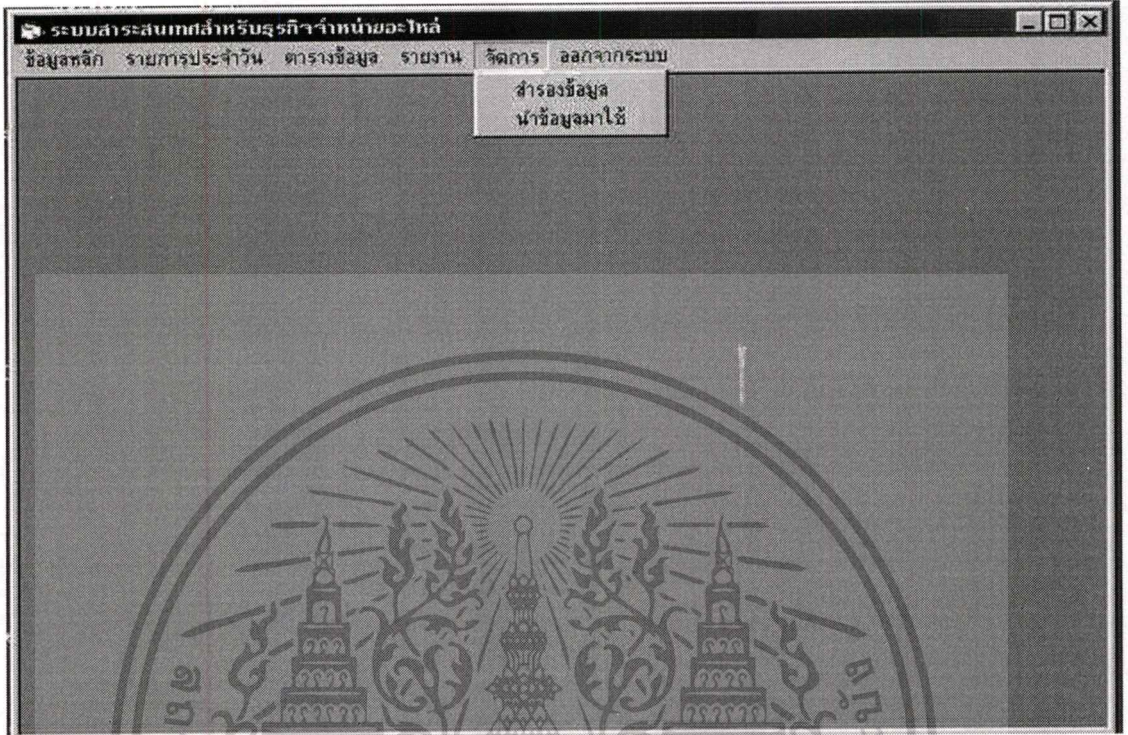 ระบบสาระสนเทศสำหรับธุรกิจจำหน่ายอะไหล่
ข้อมูลหลัก รายการประจำวัน ตารางข้อมูล รายงาน จัดการ ออกจากระบบ
สำรองข้อมูล
นำข้อมูลมาใช้